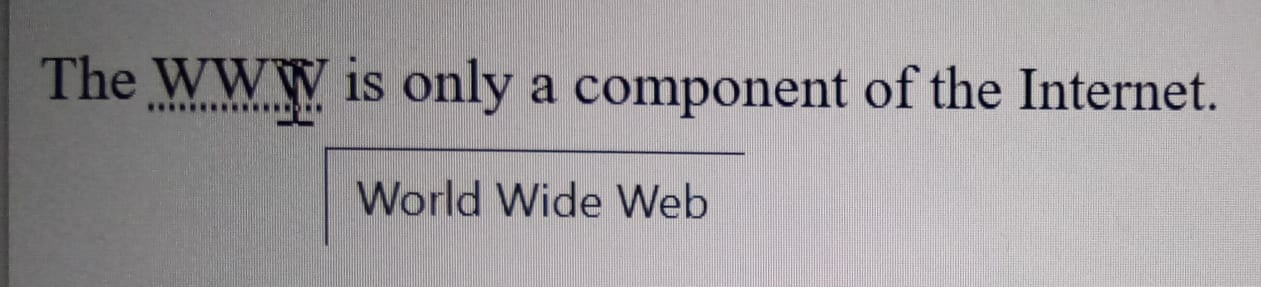 The WWW is only a component of the Internet.
World Wide Web